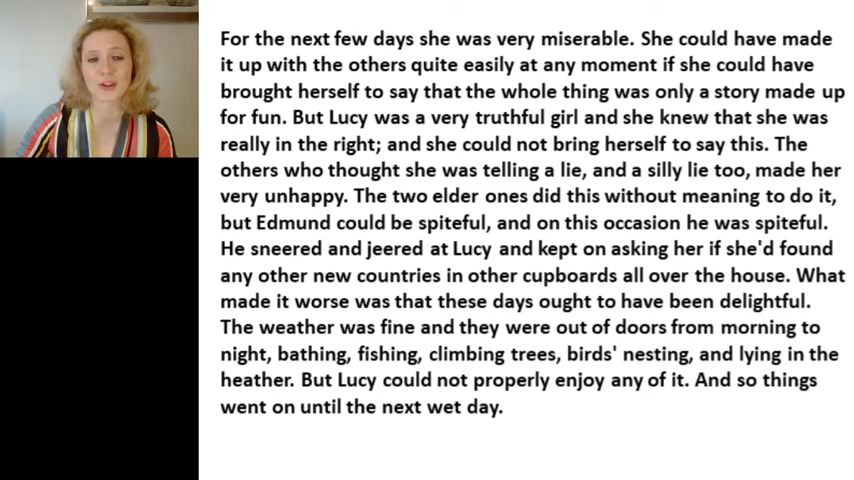 For the next few days she was very miserable. She could have made
it up with the others quite easily at any moment if she could have
brought herself to say that the whole thing was only a story made up
for fun. But Lucy was a very truthful girl and she knew that she was
really in the right; and she could not bring herself to say this. The
others who thought she was telling a lie, and a silly lie too, made her
very unhappy. The two elder ones did this without meaning to do it,
but Edmund could be spiteful, and on this occasion he was spiteful.
He sneered and jeered at Lucy and kept on asking her if she'd found
any other new countries in other cupboards all over the house. What
made it worse was that these days ought to have been delightful.
The weather was fine and they were out of doors from morning to
night, bathing, fishing, climbing trees, birds' nesting, and lying in the
heather. But Lucy could not properly enjoy any of it. And so things
went on until the next wet day.